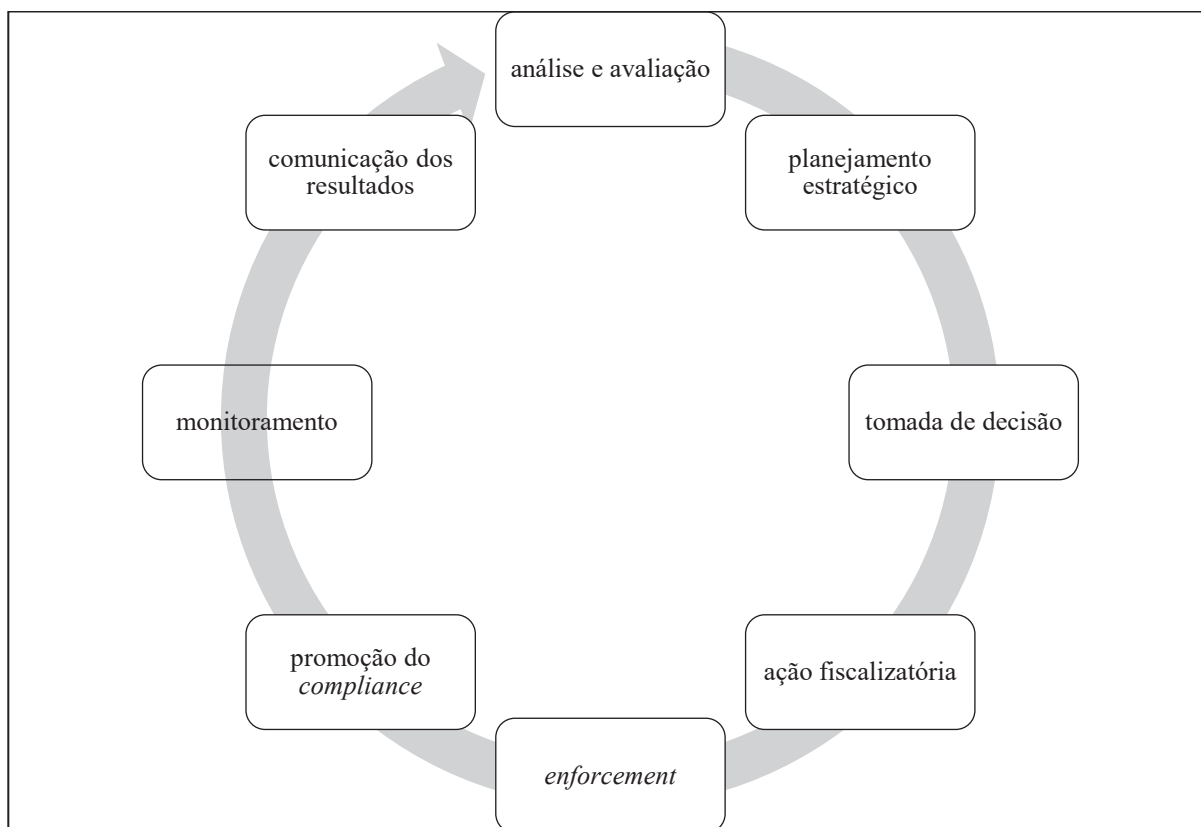 análise e avaliação
planejamento
estratégico
tomada de decisão
ação fiscalizatória
enforcement
promoção do
compliance
monitoramento
comunicação dos
resultados